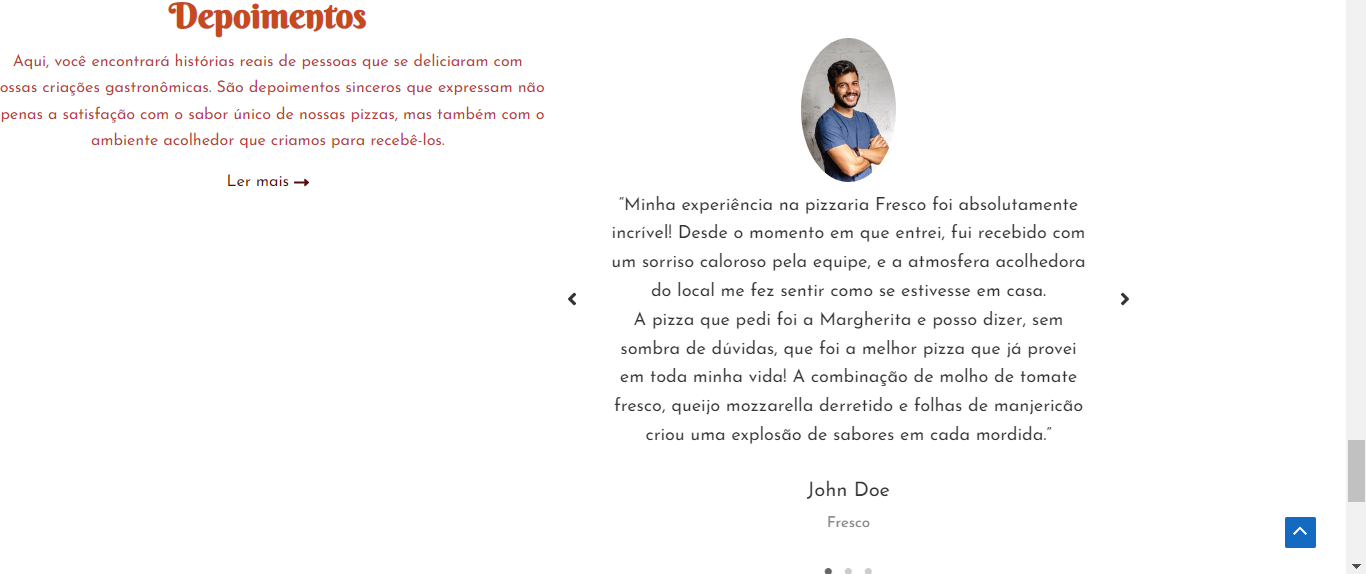 Depoimentos
Aqui, você encontrará histórias reais de pessoas que se deliciaram com
ossas criações gastronômicas. São depoimentos sinceros que expressam não
penas a satisfação com o sabor único de nossas pizzas, mas também com o
ambiente acolhedor que criamos para recebê-los.
Ler mais
"Minha experiência na pizzaria Fresco foi absolutamente
incrível! Desde o momento em que entrei, fui recebido com
um sorriso caloroso pela equipe, e a atmosfera acolhedora
do local me fez sentir como se estivesse em casa.
A pizza que pedi foi a Margherita e posso dizer, sem
sombra de dúvidas, que foi a melhor pizza que já provei
em toda minha vida! A combinação de molho de tomate
fresco, queijo mozzarella derretido e folhas de manjericão
criou uma explosão de sabores em cada mordida."
John Doe
Fresco